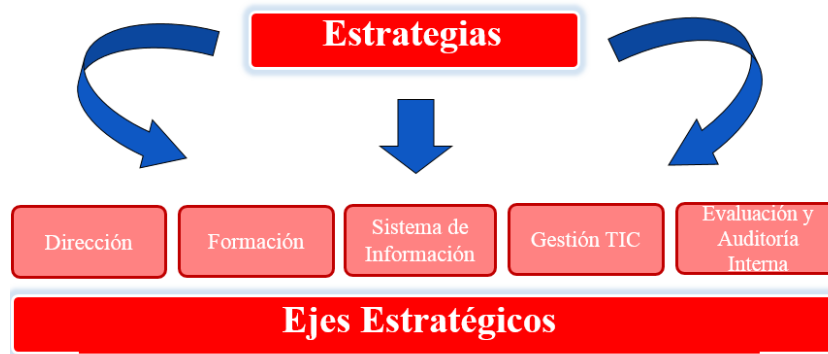 Estrategias
Dirección
Formación
Sistema de
Información
Gestión TIC
Evaluación y
Auditoría
Interna
Ejes Estratégicos